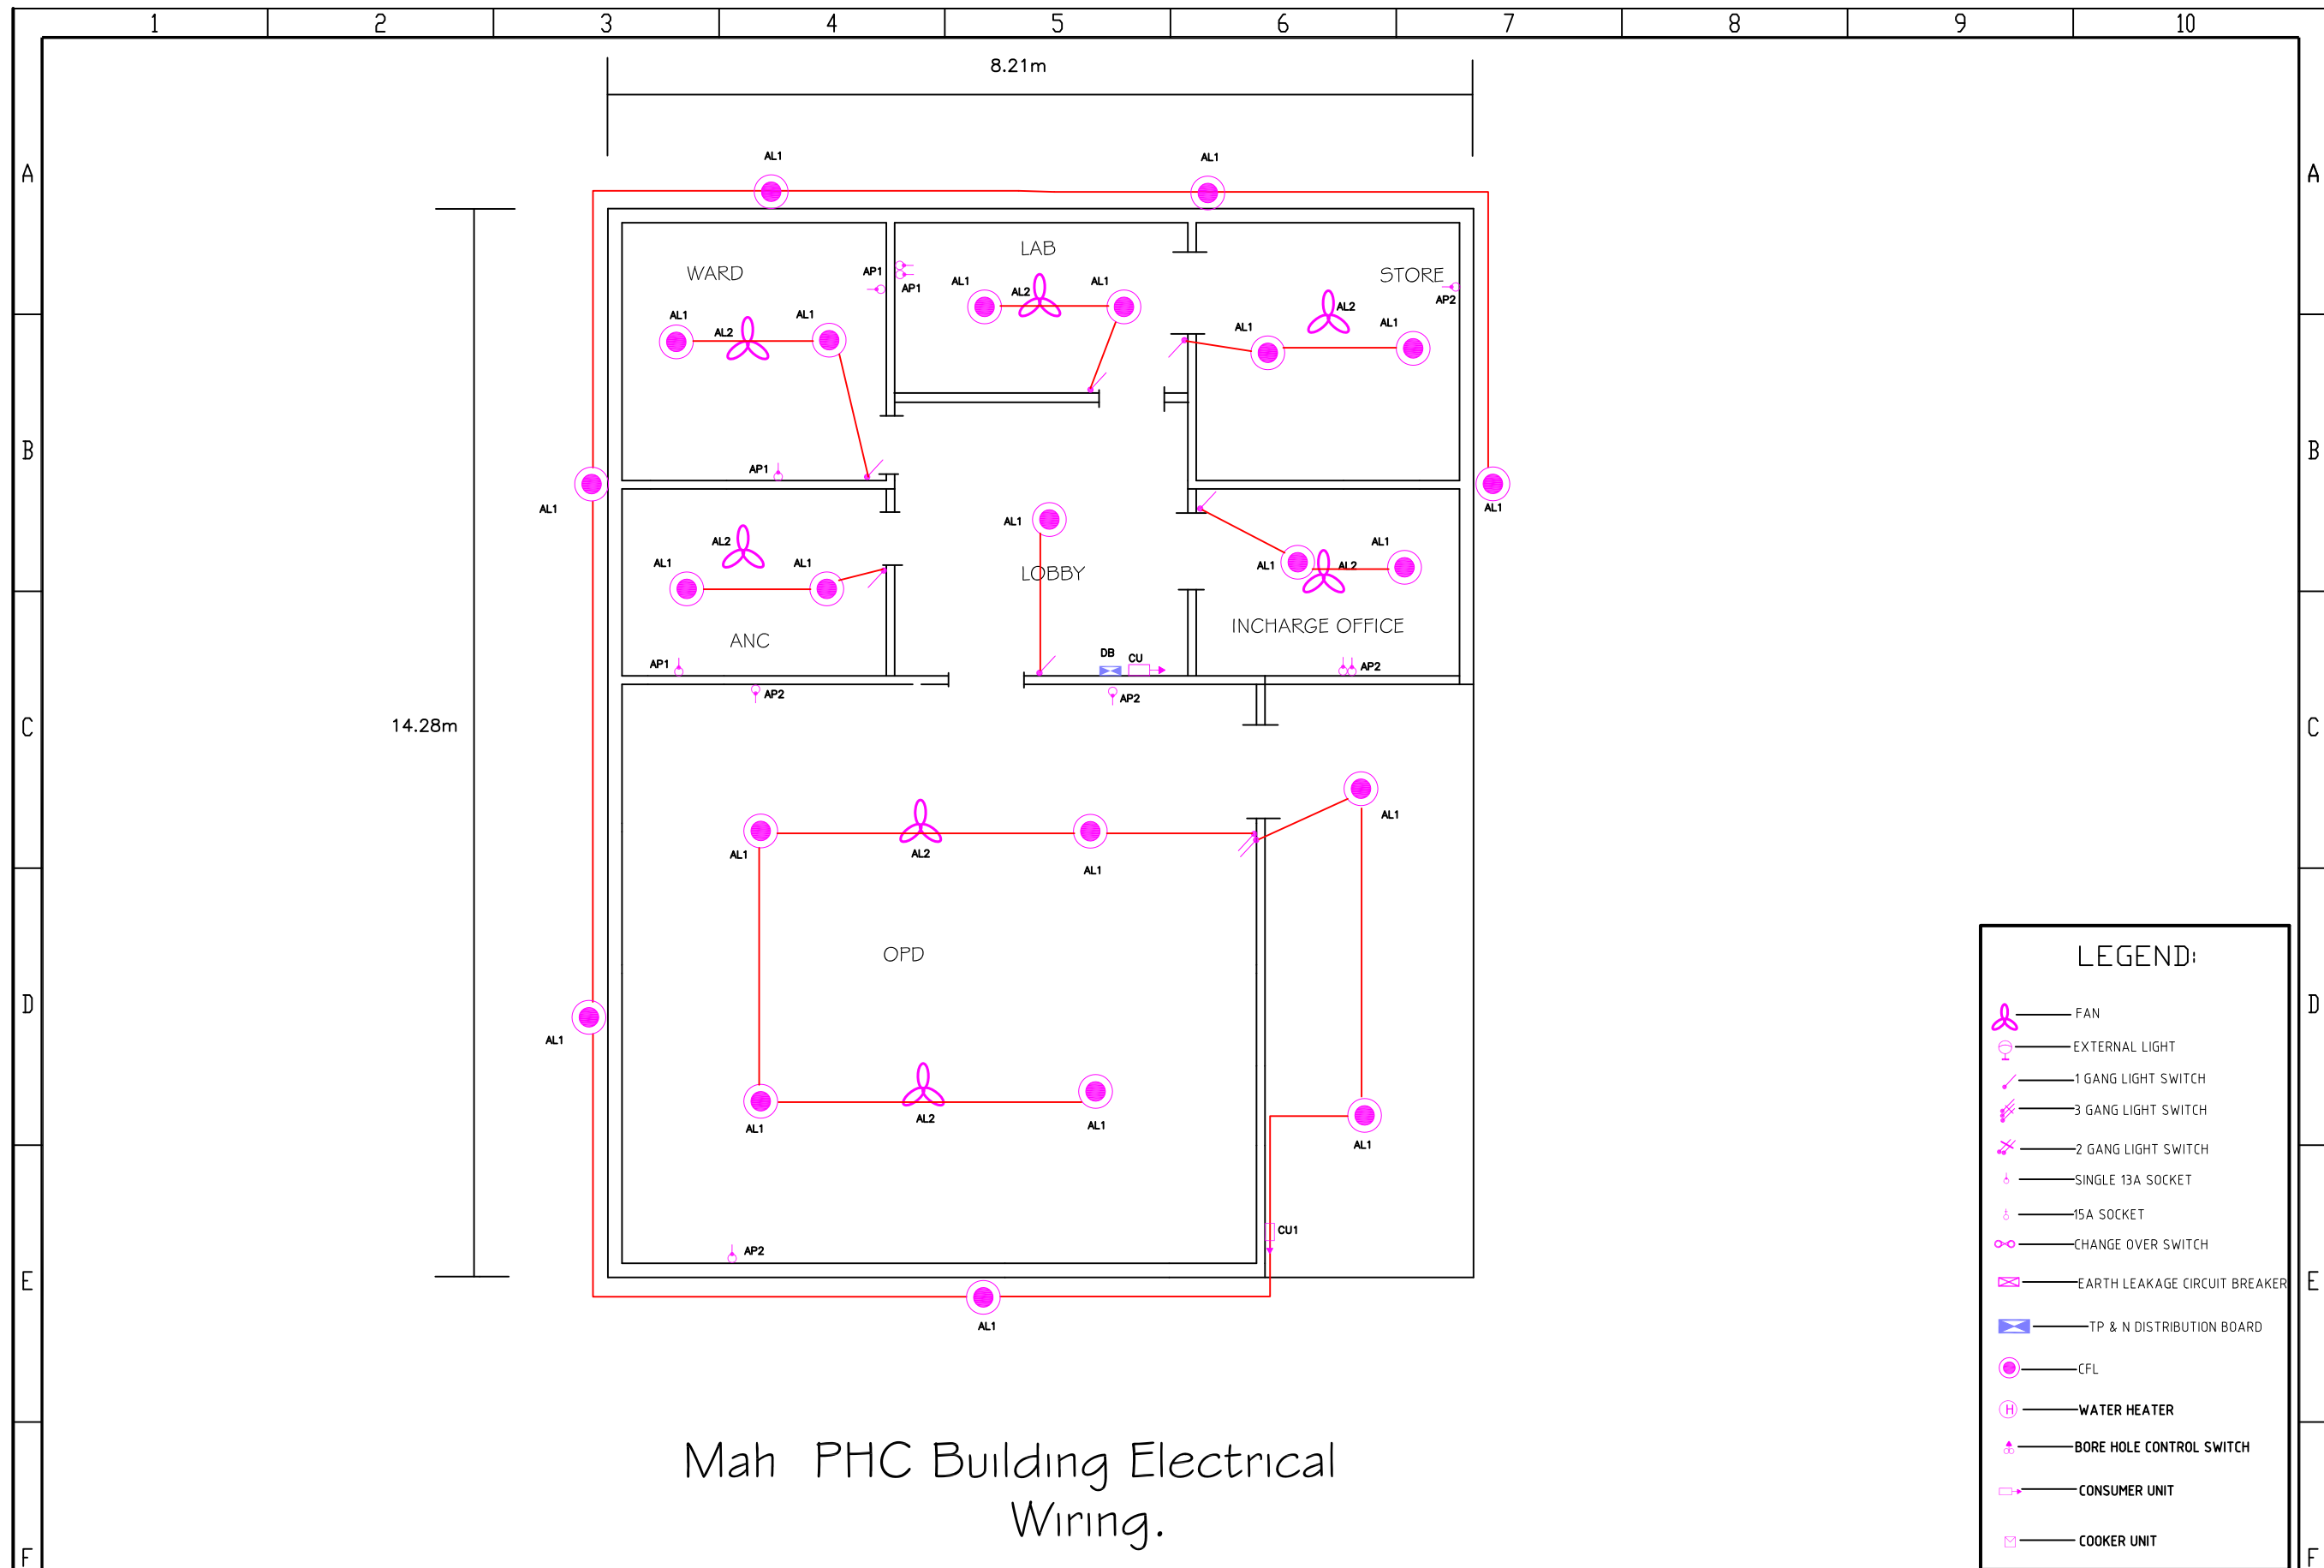 1 2 3 4 5 6 7 8 9 10
8.21m
A A
AL1 AL1
LAB
WARD STORE
AP1 AP1
AL1 AL2 AL1
AL2 AP2
AL1 AL2 AL1
AL1 AL1
B B
AP1
AL1 AL1
AL1
AL2
AL1 AL1
AL1 AL2 AL1
LOBBY
ANC
INCHARGE OFFICE
DB CU
AP1 AP2
AP2 AP2
C 14.28m C
AL1
AL1 AL2 AL1
OPD
LEGEND:
D D
AL1
FAN
EXTERNAL LIGHT
1 GANG LIGHT SWITCH
3 GANG LIGHT SWITCH
2 GANG LIGHT SWITCH
SINGLE 13A SOCKET
15A SOCKET
CHANGE OVER SWITCH
EARTH LEAKAGE CIRCUIT BREAKER
TP & N DISTRIBUTION BOARD
CFL
H WATER HEATER
BORE HOLE CONTROL SWITCH
CONSUMER UNIT
COOKER UNIT
AL1 AL2 AL1
AL1
CU1
AP2
E E
AL1
Mah PHC Building Electrical
Wiring.
F F